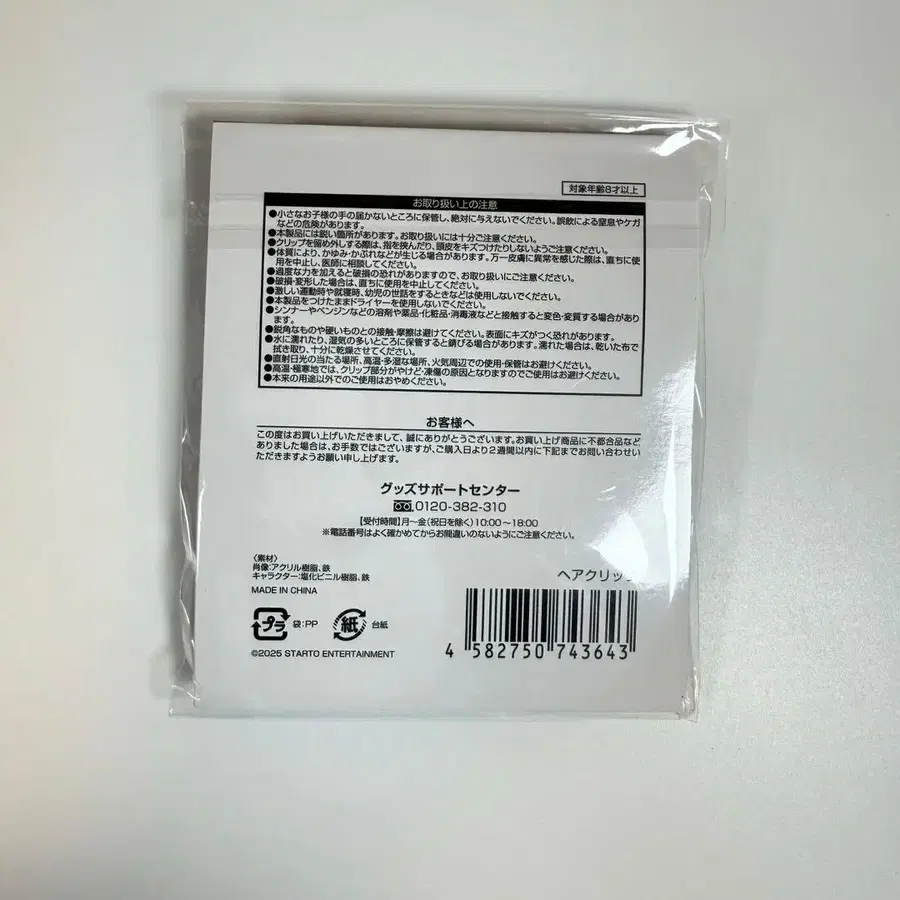 対象年齢8才以上
お取り扱い上の注意
●小さなお子様の手の届かないところに保管し、絶対に与えないでください。誤飲による窒息やケガ
などの危険があります。
●本製品には鋭い箇所があります。お取り扱いには十分ご注意ください。
●クリップを留め外しする際は、指を挟んだり、頭皮をキズつけたりしないようご注意ください。
●体質により、かゆみ・かぶれなどが生じる場合があります。万一皮膚に異常を感じた際は、直ちに使
用を中止し、医師に相談してください。
●過度な力を加えると破損の恐れがありますので、お取り扱いにご注意ください。
●破損・変形した場合は、直ちに使用を中止してください。
●激しい運動時や就寝時、幼児の世話をするときなどは使用しないでください。
●本製品をつけたままドライヤーを使用しないでください。
●シンナーやベンジンなどの溶剤や薬品・化粧品・消毒液などと接触すると変色・変質する場合があり
ます。
●鋭角なものや硬いものとの接触・摩擦は避けてください。表面にキズがつく恐れがあります。
●水に濡れたり、湿気の多いところに保管すると錆びる場合があります。濡れた場合は、乾いた布で
拭き取り、十分に乾燥させてください。
●直射日光の当たる場所、高温・多湿な場所、火気周辺での使用・保管はお避けください。
●高温・極寒地では、クリップ部分がやけど・凍傷の原因となりますのでご使用はお避けください。
●本来の用途以外でのご使用はおやめください。
お客様へ
この度はお買い上げいただきまして、誠にありがとうございます。お買い上げ商品に不都合品など
ありました場合は、お手数ではございますが、ご購入日より2週間以内に下記までお問い合わせい
ただきますようお願い申し上げます。
グッズサポートセンター
0120-382-310
【受付時間】月〜金(祝日を除く)10:00〜18:00
※電話番号はよく確かめてからお間違いのないようにご注意ください。
〈素材〉
肖像:アクリル樹脂、鉄
キャラクター:塩化ビニル樹脂、鉄
MADE IN CHINA
ヘアクリップ
プラ 袋:PP 紙 台紙
©2025 STARTO ENTERTAINMENT
4 582750 743643